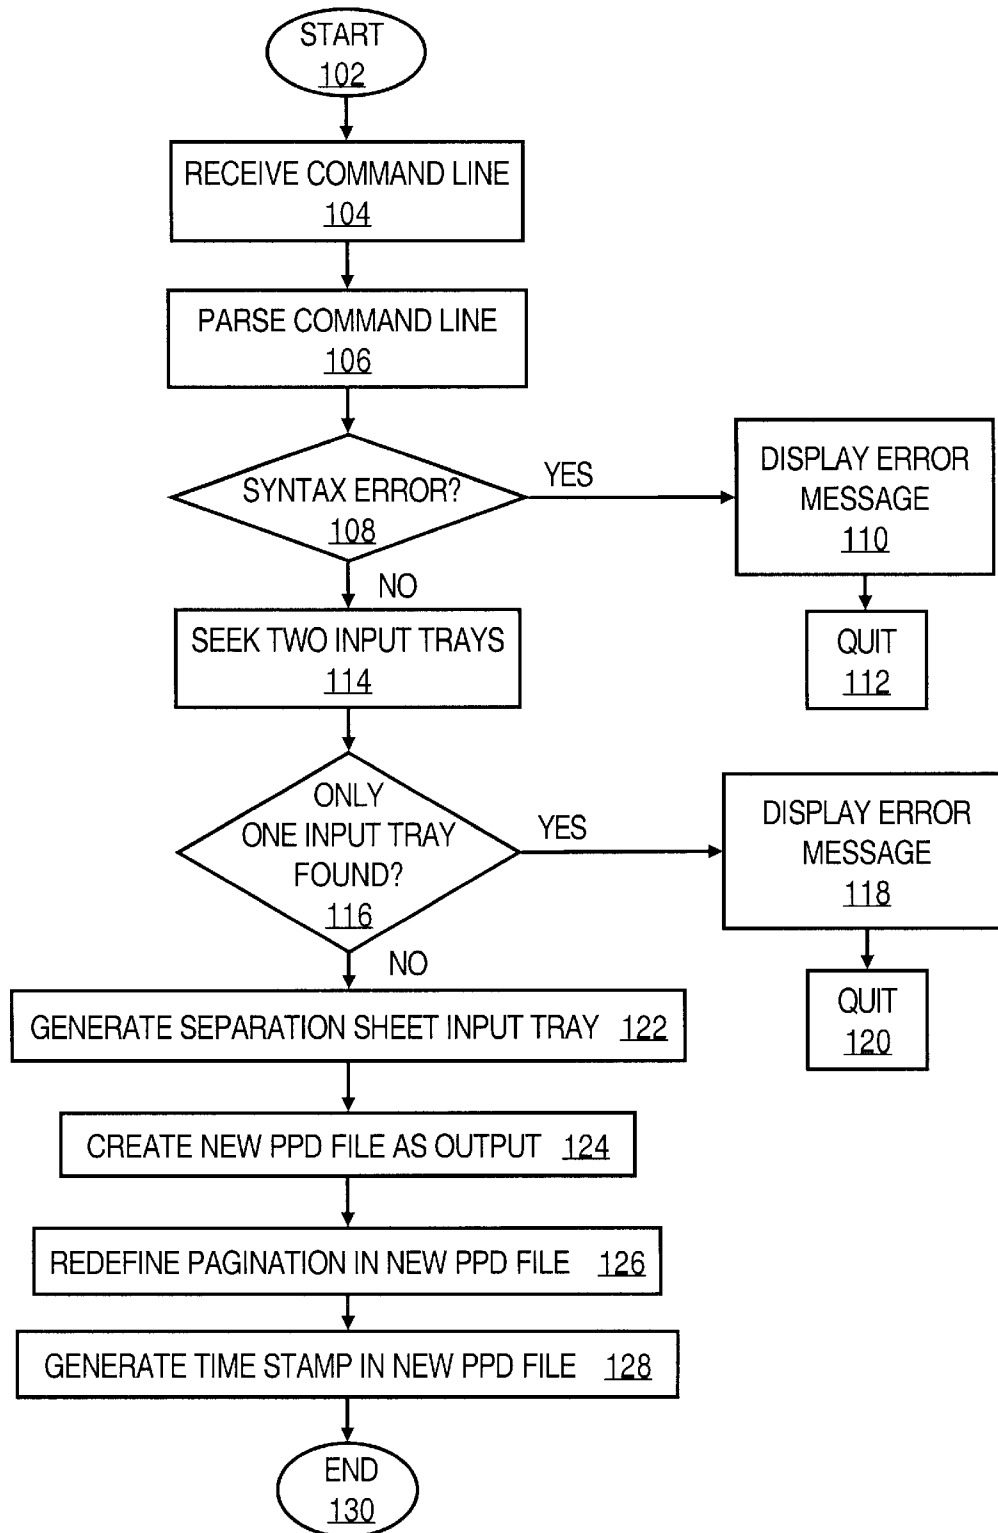 START
102
RECEIVE COMMAND LINE
104
PARSE COMMAND LINE
106
SYNTAX ERROR?
108
YES
DISPLAY ERROR
MESSAGE
110
QUIT
112
NO
SEEK TWO INPUT TRAYS
114
ONLY
ONE INPUT TRAY
FOUND?
116
YES
DISPLAY ERROR
MESSAGE
118
QUIT
120
NO
GENERATE SEPARATION SHEET INPUT TRAY 122
CREATE NEW PPD FILE AS OUTPUT 124
REDEFINE PAGINATION IN NEW PPD FILE 126
GENERATE TIME STAMP IN NEW PPD FILE 128
END
130